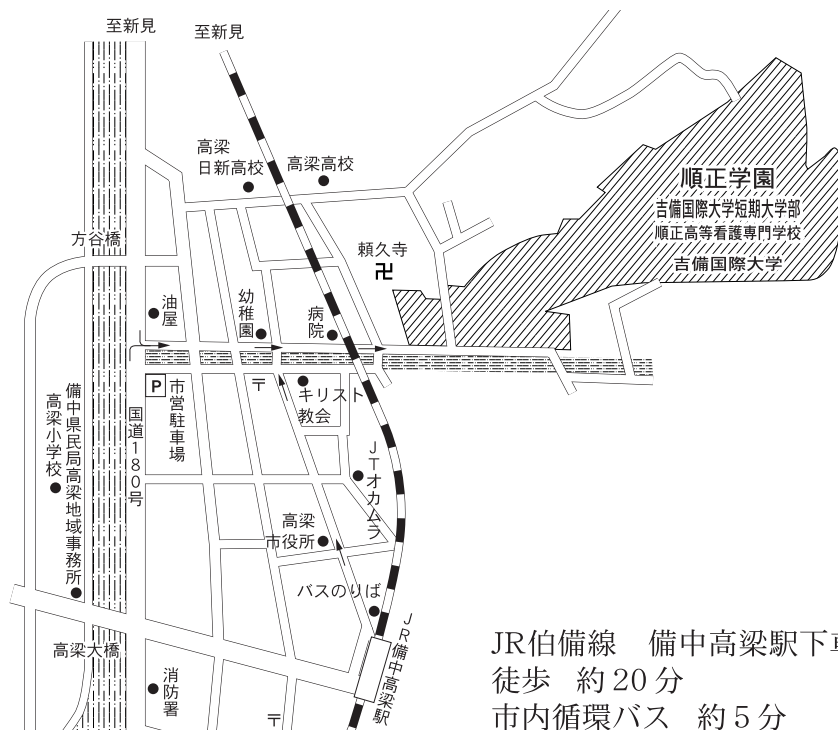 至新見
至新見
高梁
日新高校
高梁高校
順正学園
吉備国際大学短期大学部
順正高等看護専門学校
吉備国際大学
方谷橋
頼久寺
卍
油屋
幼稚園
病院
P
市営駐車場
〒
キリスト
教会
国道180号
備中県民局高梁地域事務所
高梁小学校
JTオカムラ
高梁
市役所
バスのりば
JR備中高梁駅
高梁大橋
消防署
〒
JR伯備線 備中高梁駅下車
徒歩 約20分
市内循環バス 約5分